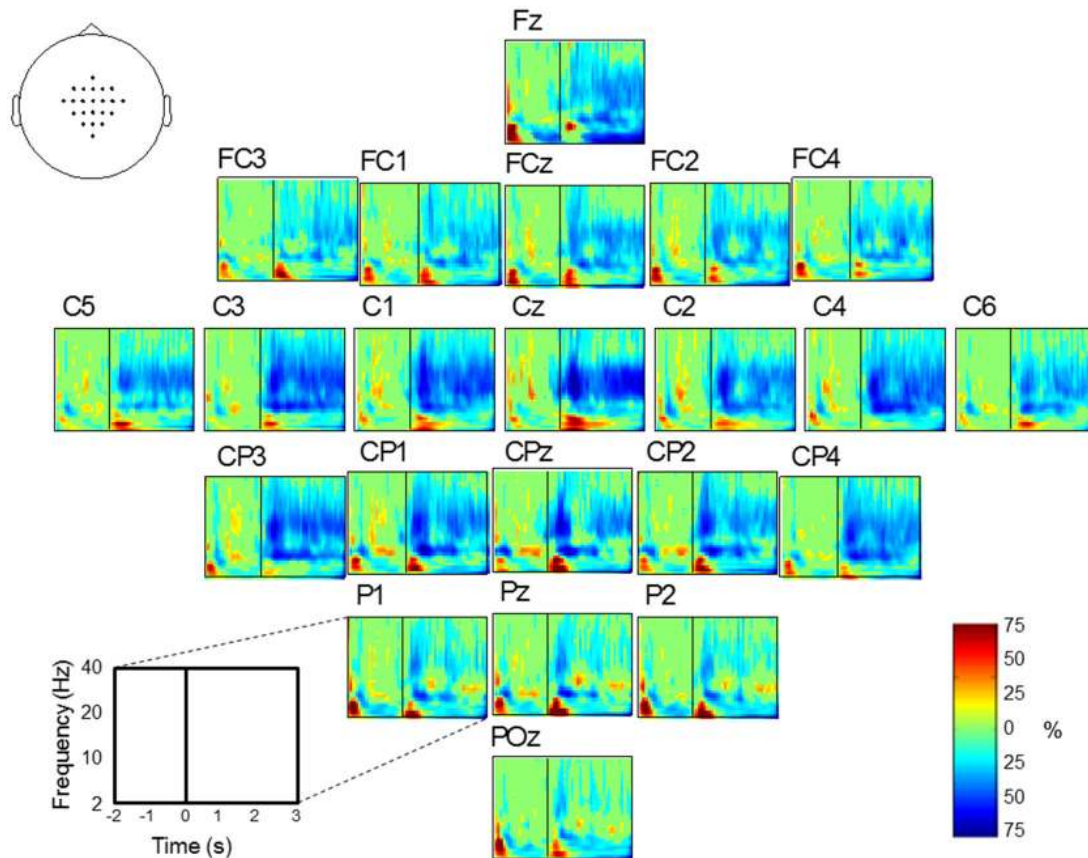 Fz
FC3 FC1 FCz FC2 FC4
C5 C3 C1 Cz C2 C4 C6
CP3 CP1 CPz CP2 CP4
P1 Pz P2
POz
Frequency (Hz)
40
20
10
2
-2 -1 0 1 2 3
Time (s)
75
50
25
0
25
50
75
%